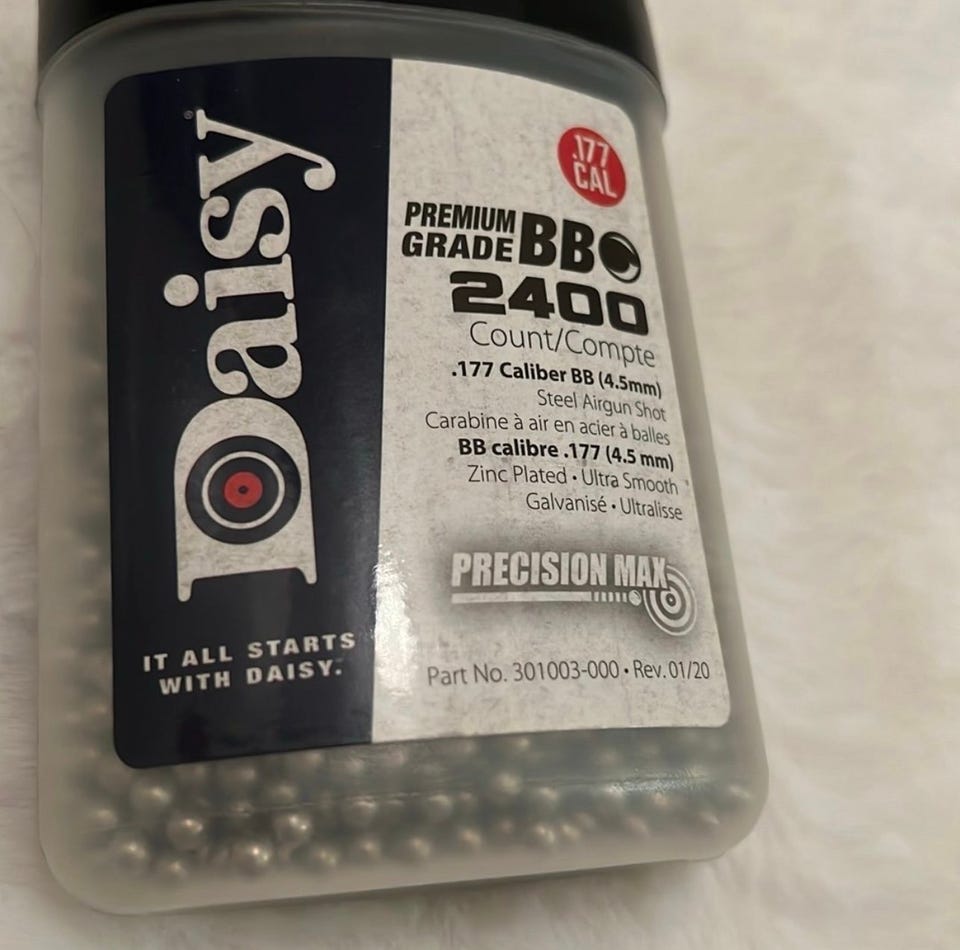 Daisy®
IT ALL STARTS
WITH DAISY.
.177
CAL
PREMIUM
GRADE BB
2400
Count/Compte
.177 Caliber BB (4.5mm)
Steel Airgun Shot
Carabine à air en acier à balles
BB calibre .177 (4.5 mm)
Zinc Plated • Ultra Smooth
Galvanisé • Ultralisse
PRECISION MAX
Part No. 301003-000 • Rev. 01/20